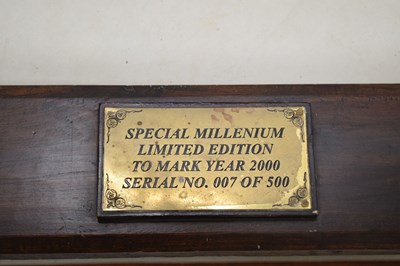 SPECIAL MILLENIUM
LIMITED EDITION
TO MARK YEAR 2000
SERIAL NO. 007 OF 500